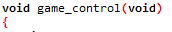 void game_control(void)
{